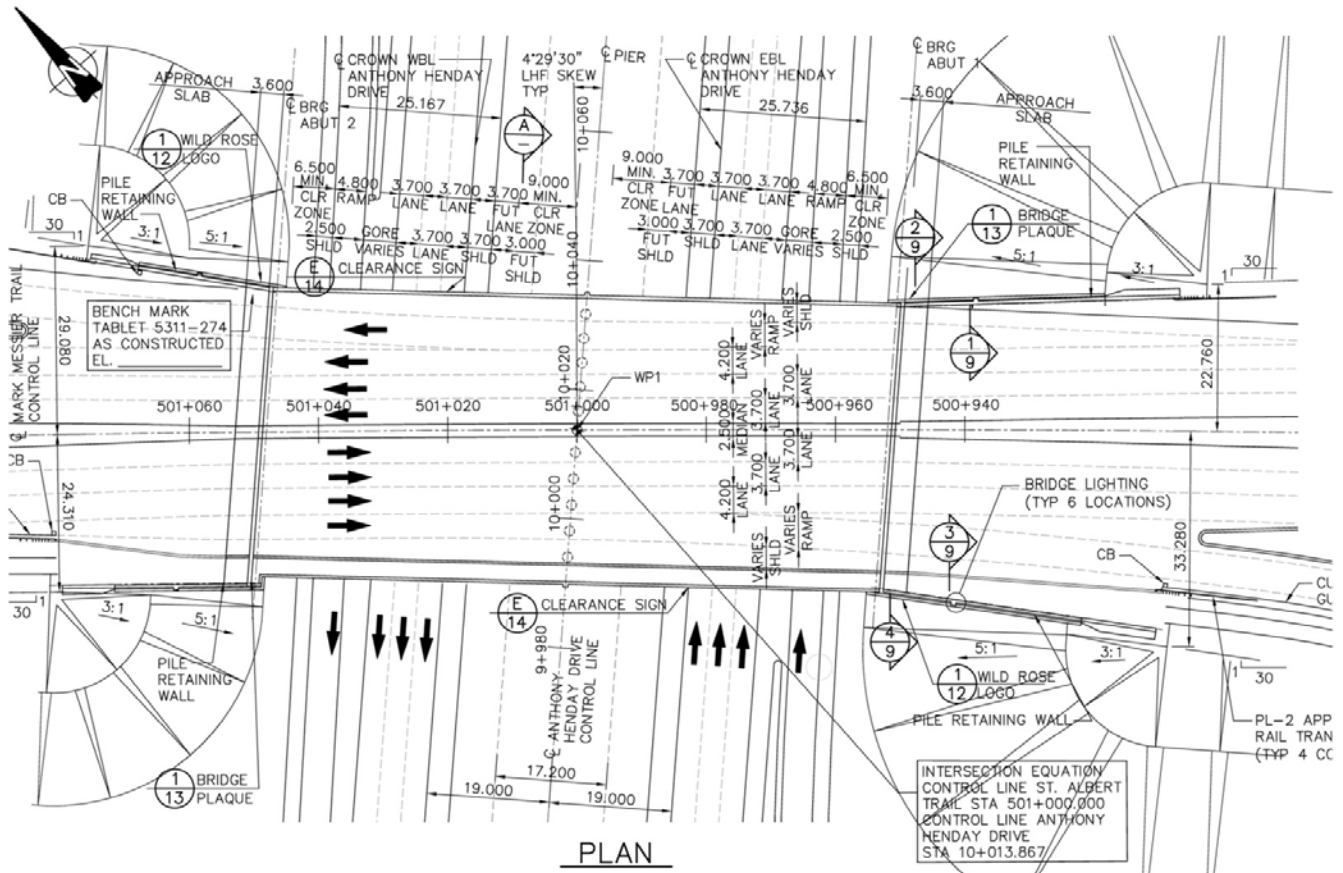 N
APPROACH
SLAB
3.600
℄ BRG
ABUT 2
℄ CROWN WBL
ANTHONY HENDAY
DRIVE
25.167
4°29'30"
LHF SKEW
TYP
℄ PIER
10+060
℄ CROWN EBL
ANTHONY HENDAY
DRIVE
25.736
℄ BRG
ABUT 1
3.600
APPROACH
SLAB
1
12
WILD ROSE
LOGO
A
–
PILE
RETAINING
WALL
CB
30
1
3:1
5:1
6.500
MIN.
CLR
ZONE
4.800
RAMP
3.700
LANE
3.700
LANE
3.700
FUT
LANE
9.000
MIN.
CLR
ZONE
2.500
SHLD
GORE
VARIES
3.700
LANE
3.700
SHLD
3.000
FUT
SHLD
10+040
9.000
MIN.
CLR
ZONE
3.700
FUT
LANE
3.700
LANE
3.700
LANE
4.800
RAMP
6.500
MIN.
CLR
ZONE
3.000
FUT
SHLD
3.700
SHLD
3.700
LANE
GORE
VARIES
2.500
SHLD
PILE
RETAINING
WALL
2
9
1
13
BRIDGE
PLAQUE
5:1
3:1
1
30
E
14
CLEARANCE SIGN
℄ MARK MESSIER TRAIL
CONTROL LINE
29.080
BENCH MARK
TABLET 5311-274
AS CONSTRUCTED
EL.
10+020
WP1
VARIES
SHLD
VARIES
RAMP
4.200
LANE
3.700
LANE
3.700
LANE
2.500
MEDIAN
3.700
LANE
3.700
LANE
4.200
LANE
VARIES
RAMP
VARIES
SHLD
1
9
22.760
501+060
501+040
501+020
501+000
500+980
500+960
500+940
CB
24.310
10+000
BRIDGE LIGHTING
(TYP 6 LOCATIONS)
3
9
CB
33.280
30
1
3:1
5:1
PILE
RETAINING
WALL
E
14
CLEARANCE SIGN
9+980
℄ ANTHONY
HENDAY DRIVE
CONTROL LINE
4
9
5:1
3:1
1
30
1
12
WILD ROSE
LOGO
PILE RETAINING WALL
PL-2 APP
RAIL TRAN
(TYP 4
1
13
BRIDGE
PLAQUE
17.200
19.000
19.000
INTERSECTION EQUATION
CONTROL LINE ST. ALBERT
TRAIL STA 501+000.000
CONTROL LINE ANTHONY
HENDAY DRIVE
STA 10+013.867
PLAN